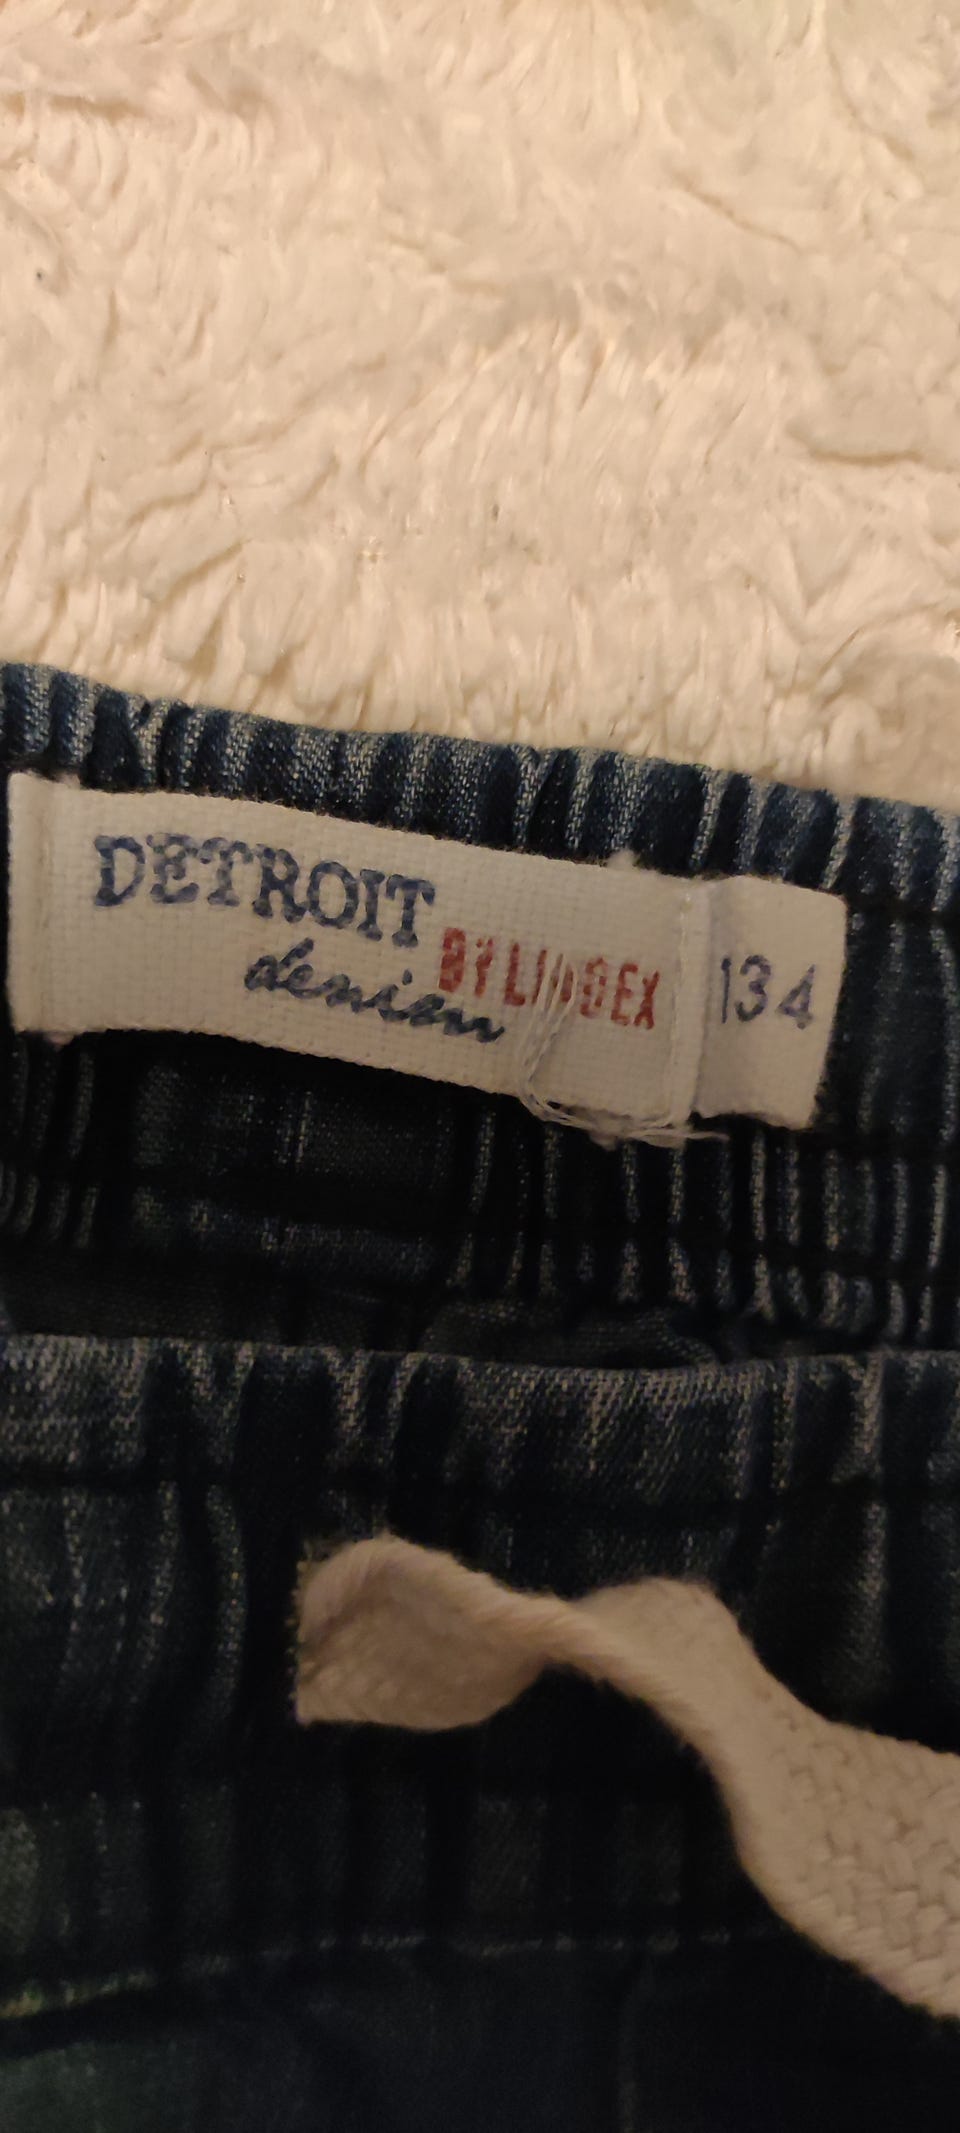 DETROIT
denim BY LINDEX 134